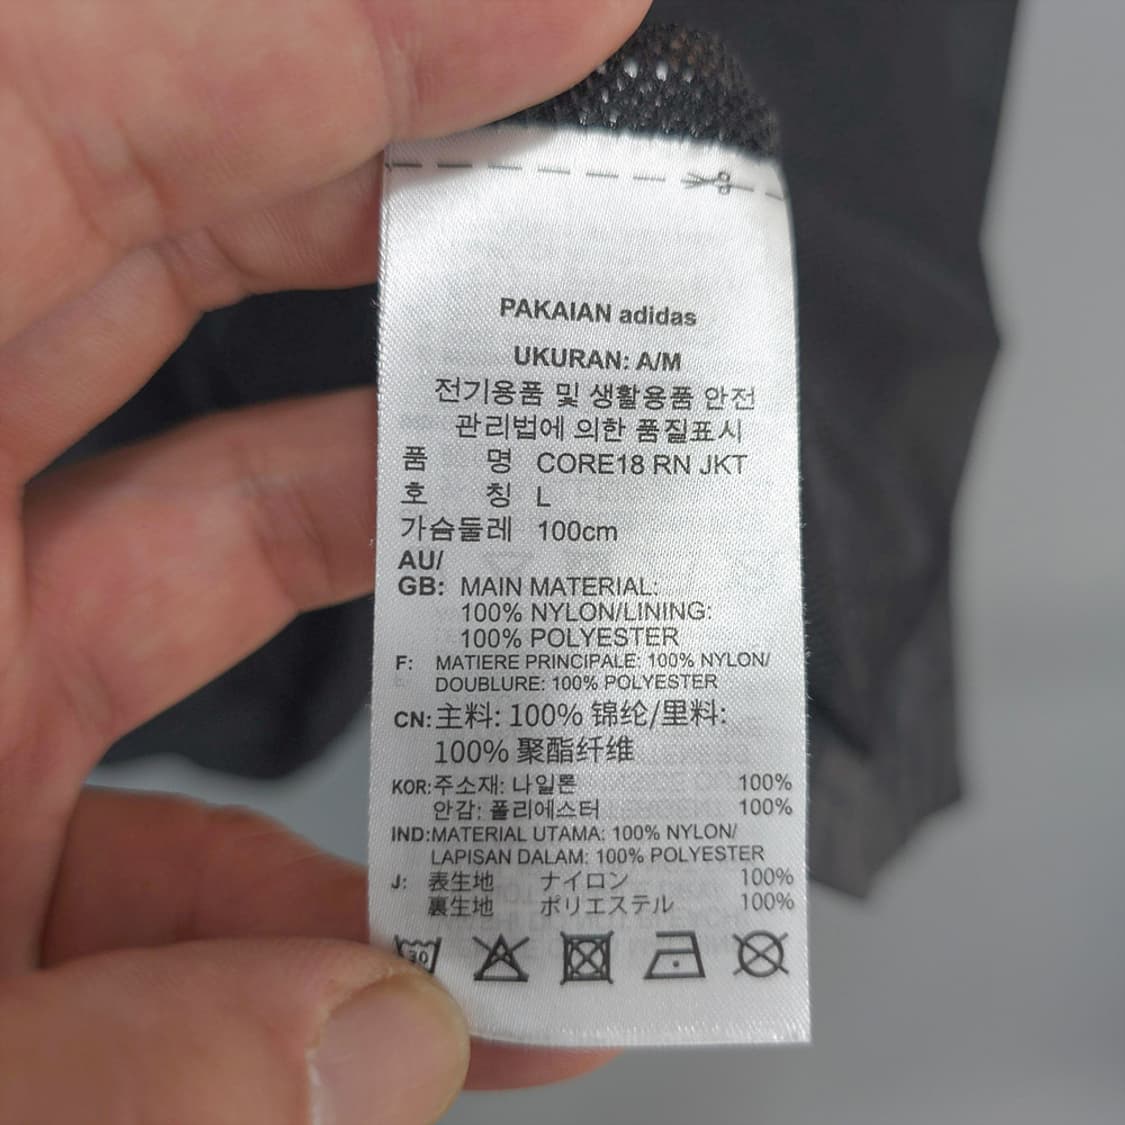 PAKAIAN adidas
UKURAN: A/M
전기용품 및 생활용품 안전
관리법에 의한 품질표시
품 명 CORE18 RN JKT
호 칭 L
가슴둘레 100cm
AU/
GB: MAIN MATERIAL:
100% NYLON/LINING:
100% POLYESTER
F: MATIERE PRINCIPALE: 100% NYLON/
DOUBLURE: 100% POLYESTER
CN: 主料: 100% 锦纶/里料:
100% 聚酯纤维
KOR: 주소재: 나일론 100%
안감: 폴리에스터 100%
IND: MATERIAL UTAMA: 100% NYLON/
LAPISAN DALAM: 100% POLYESTER
J: 表生地 ナイロン 100%
裏生地 ポリエステル 100%
30